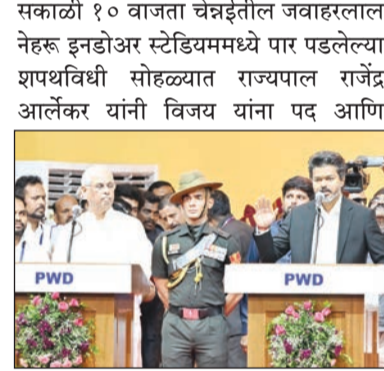 सकाळी १० वाजता चेन्नईतील जवाहरलाल
नेहरू इनडोअर स्टेडियममध्ये पार पडलेल्या
शपथविधी सोहळ्यात राज्यपाल राजेंद्र
आर्लेकर यांनी विजय यांना पद आणि
PWD
PWD